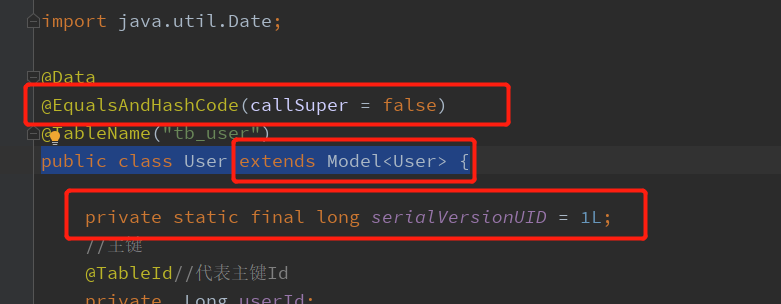 import java.util.Date;
@Data
@EqualsAndHashCode(callSuper = false)
@TableName("tb_user")
public class User extends Model<User> {
private static final long serialVersionUID = 1L;
//主键
@TableId//代表主键Id
private Long userId;